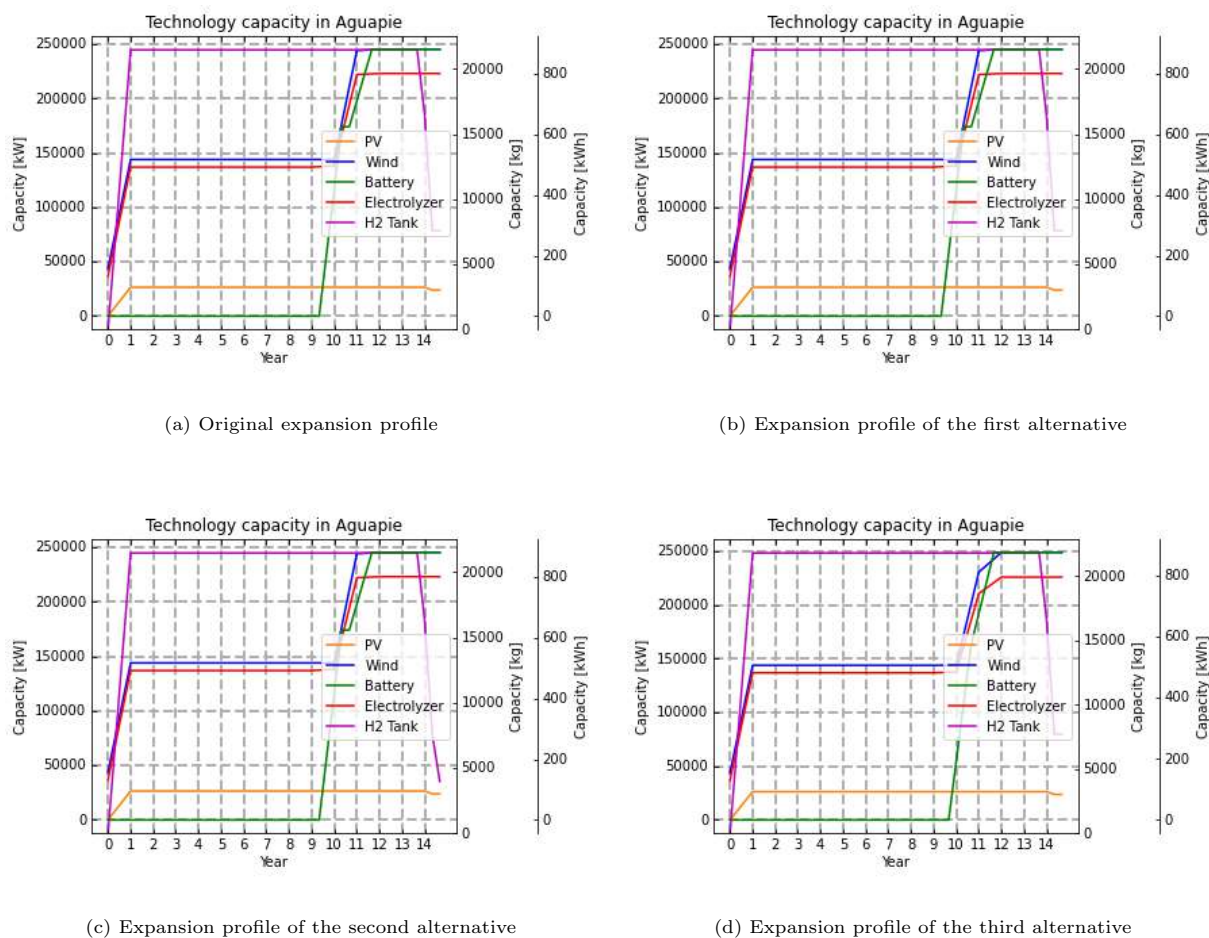 Technology capacity in Aguapie
250000
200000
150000
100000
50000
0
Capacity [kW]
0 1 2 3 4 5 6 7 8 9 10 11 12 13 14
Year
20000
15000
10000
5000
0
Capacity [kg]
800
600
400
200
0
Capacity [kWh]
PV
Wind
Battery
Electrolyzer
H2 Tank
(a) Original expansion profile
Technology capacity in Aguapie
250000
200000
150000
100000
50000
0
Capacity [kW]
0 1 2 3 4 5 6 7 8 9 10 11 12 13 14
Year
20000
15000
10000
5000
0
Capacity [kg]
800
600
400
200
0
Capacity [kWh]
PV
Wind
Battery
Electrolyzer
H2 Tank
(b) Expansion profile of the first alternative
Technology capacity in Aguapie
250000
200000
150000
100000
50000
0
Capacity [kW]
0 1 2 3 4 5 6 7 8 9 10 11 12 13 14
Year
20000
15000
10000
5000
0
Capacity [kg]
800
600
400
200
0
Capacity [kWh]
PV
Wind
Battery
Electrolyzer
H2 Tank
(c) Expansion profile of the second alternative
Technology capacity in Aguapie
250000
200000
150000
100000
50000
0
Capacity [kW]
0 1 2 3 4 5 6 7 8 9 10 11 12 13 14
Year
20000
15000
10000
5000
0
Capacity [kg]
800
600
400
200
0
Capacity [kWh]
PV
Wind
Battery
Electrolyzer
H2 Tank
(d) Expansion profile of the third alternative